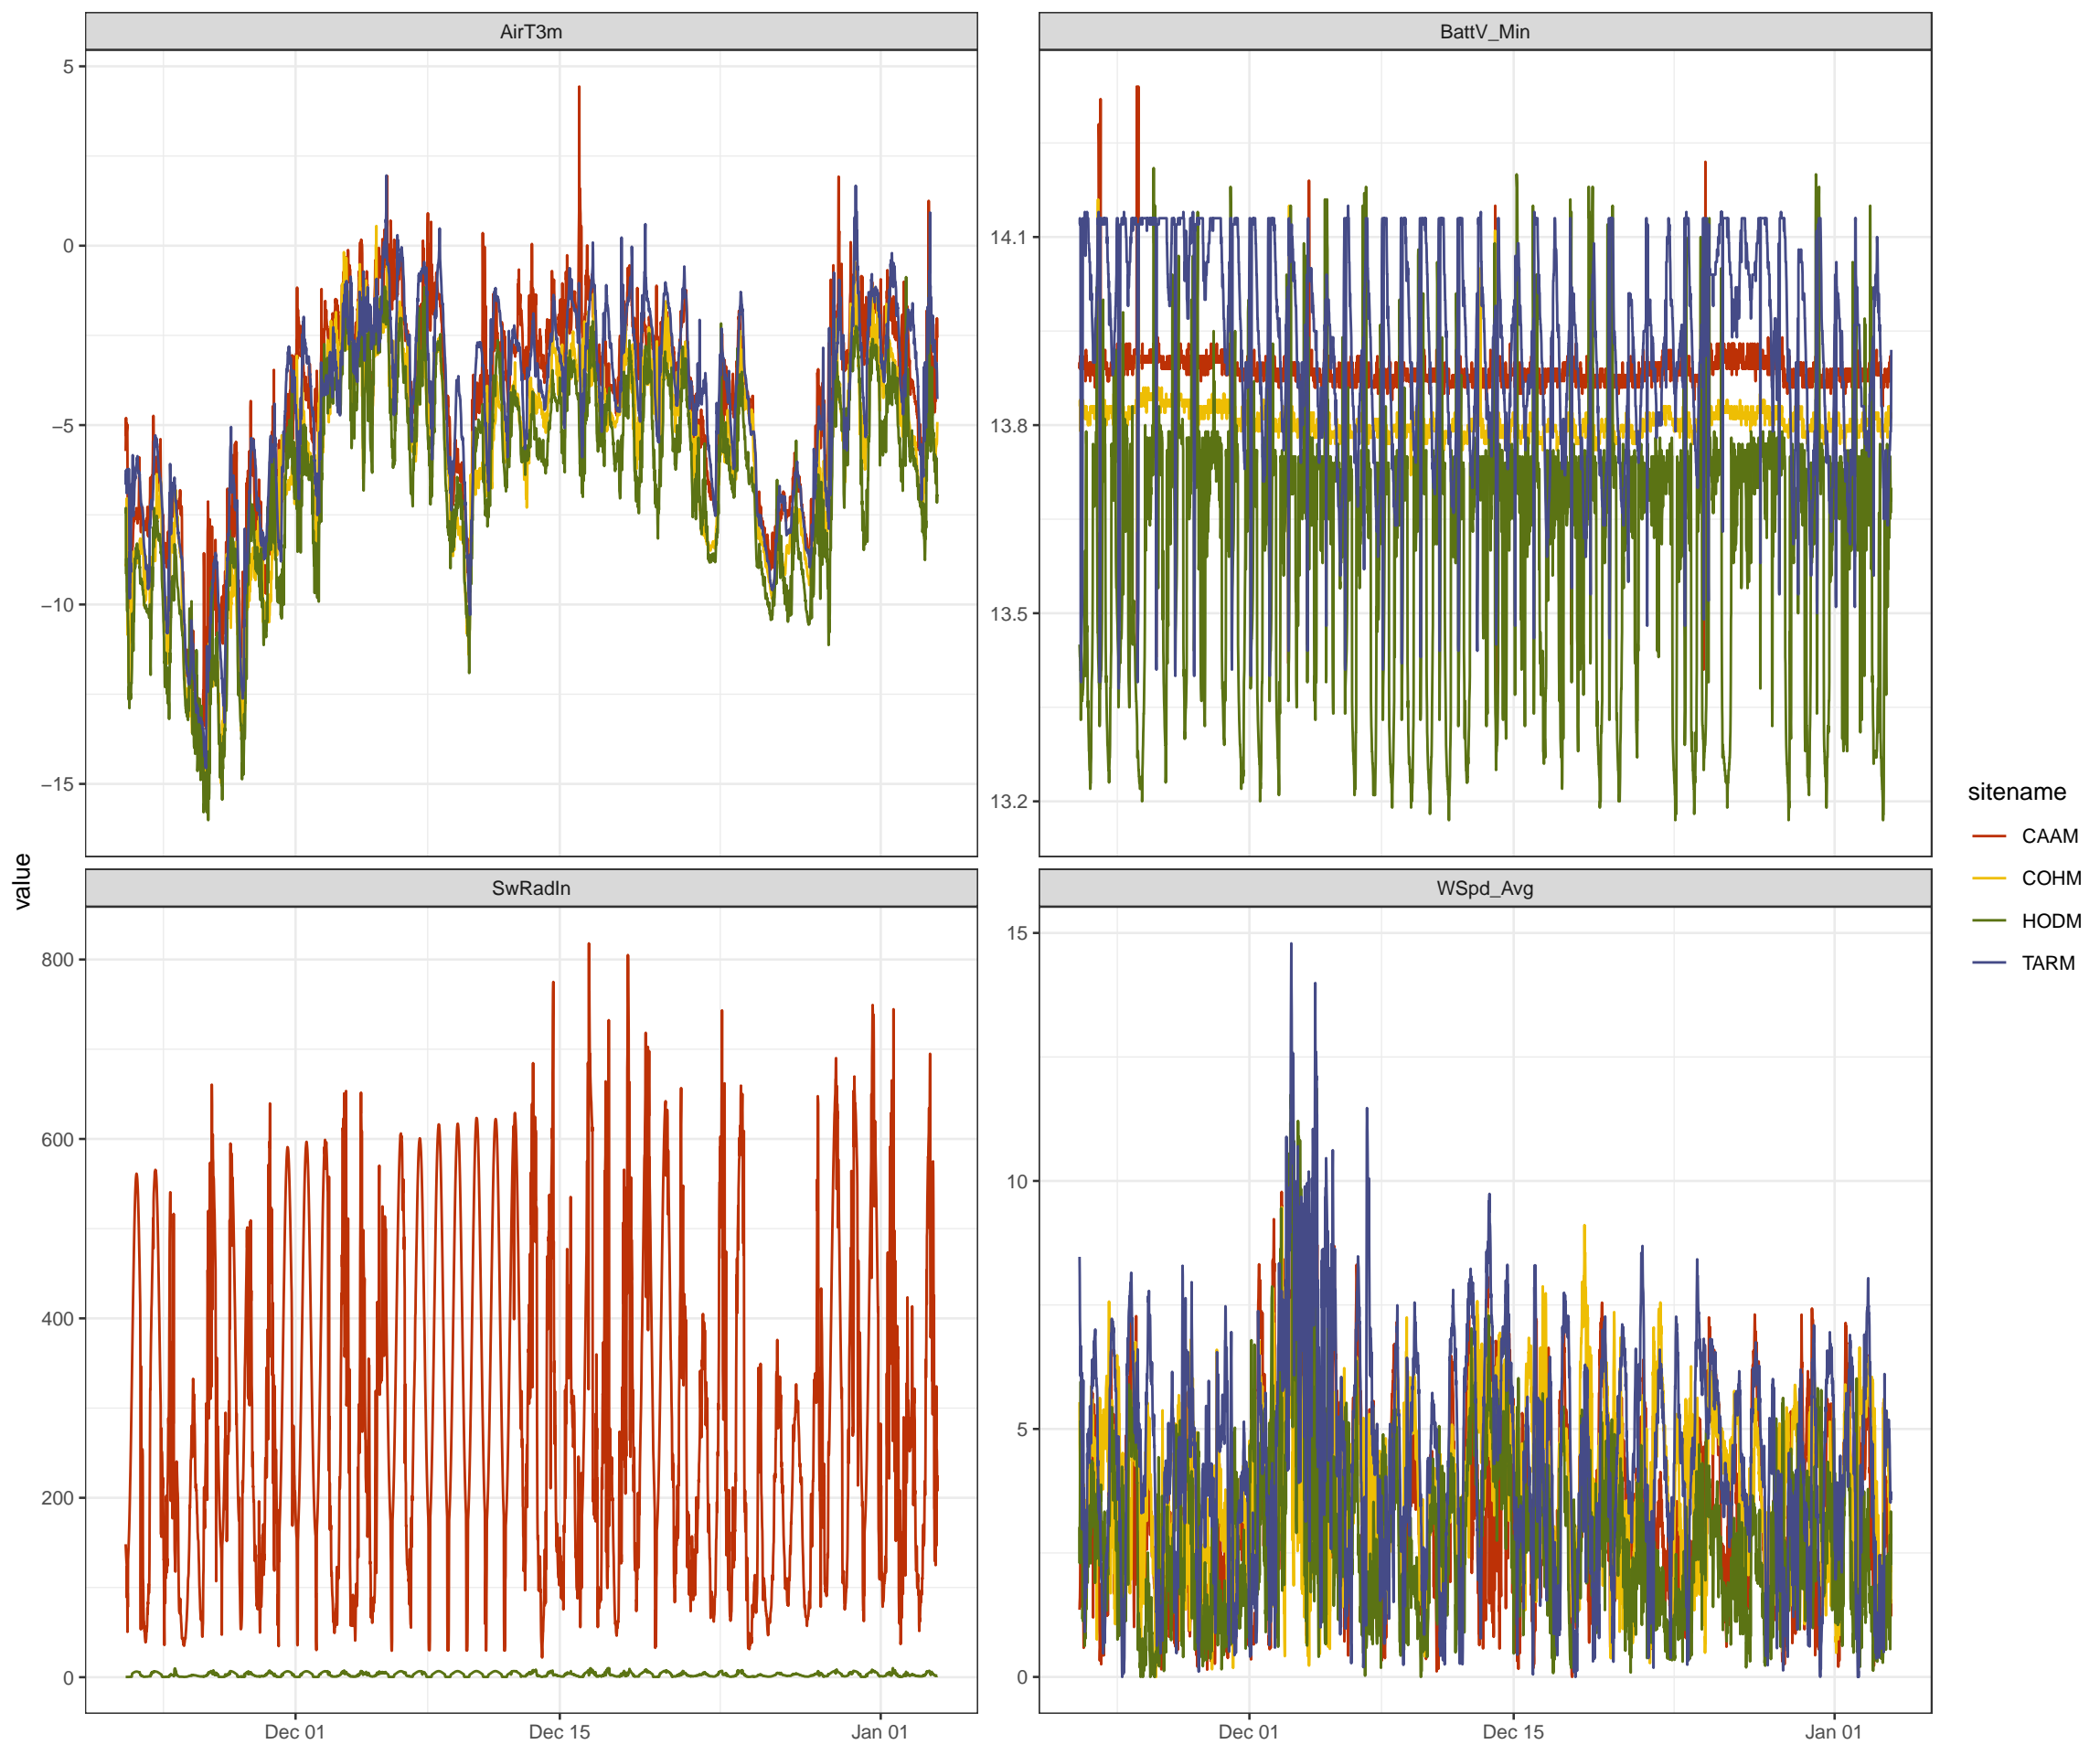 AirT3m
BattV_Min
5
0
−5
−10
−15
14.1
13.8
13.5
13.2
value
SwRadIn
WSpd_Avg
800
600
400
200
0
15
10
5
0
Dec 01
Dec 15
Jan 01
Dec 01
Dec 15
Jan 01
sitename
CAAM
COHM
HODM
TARM